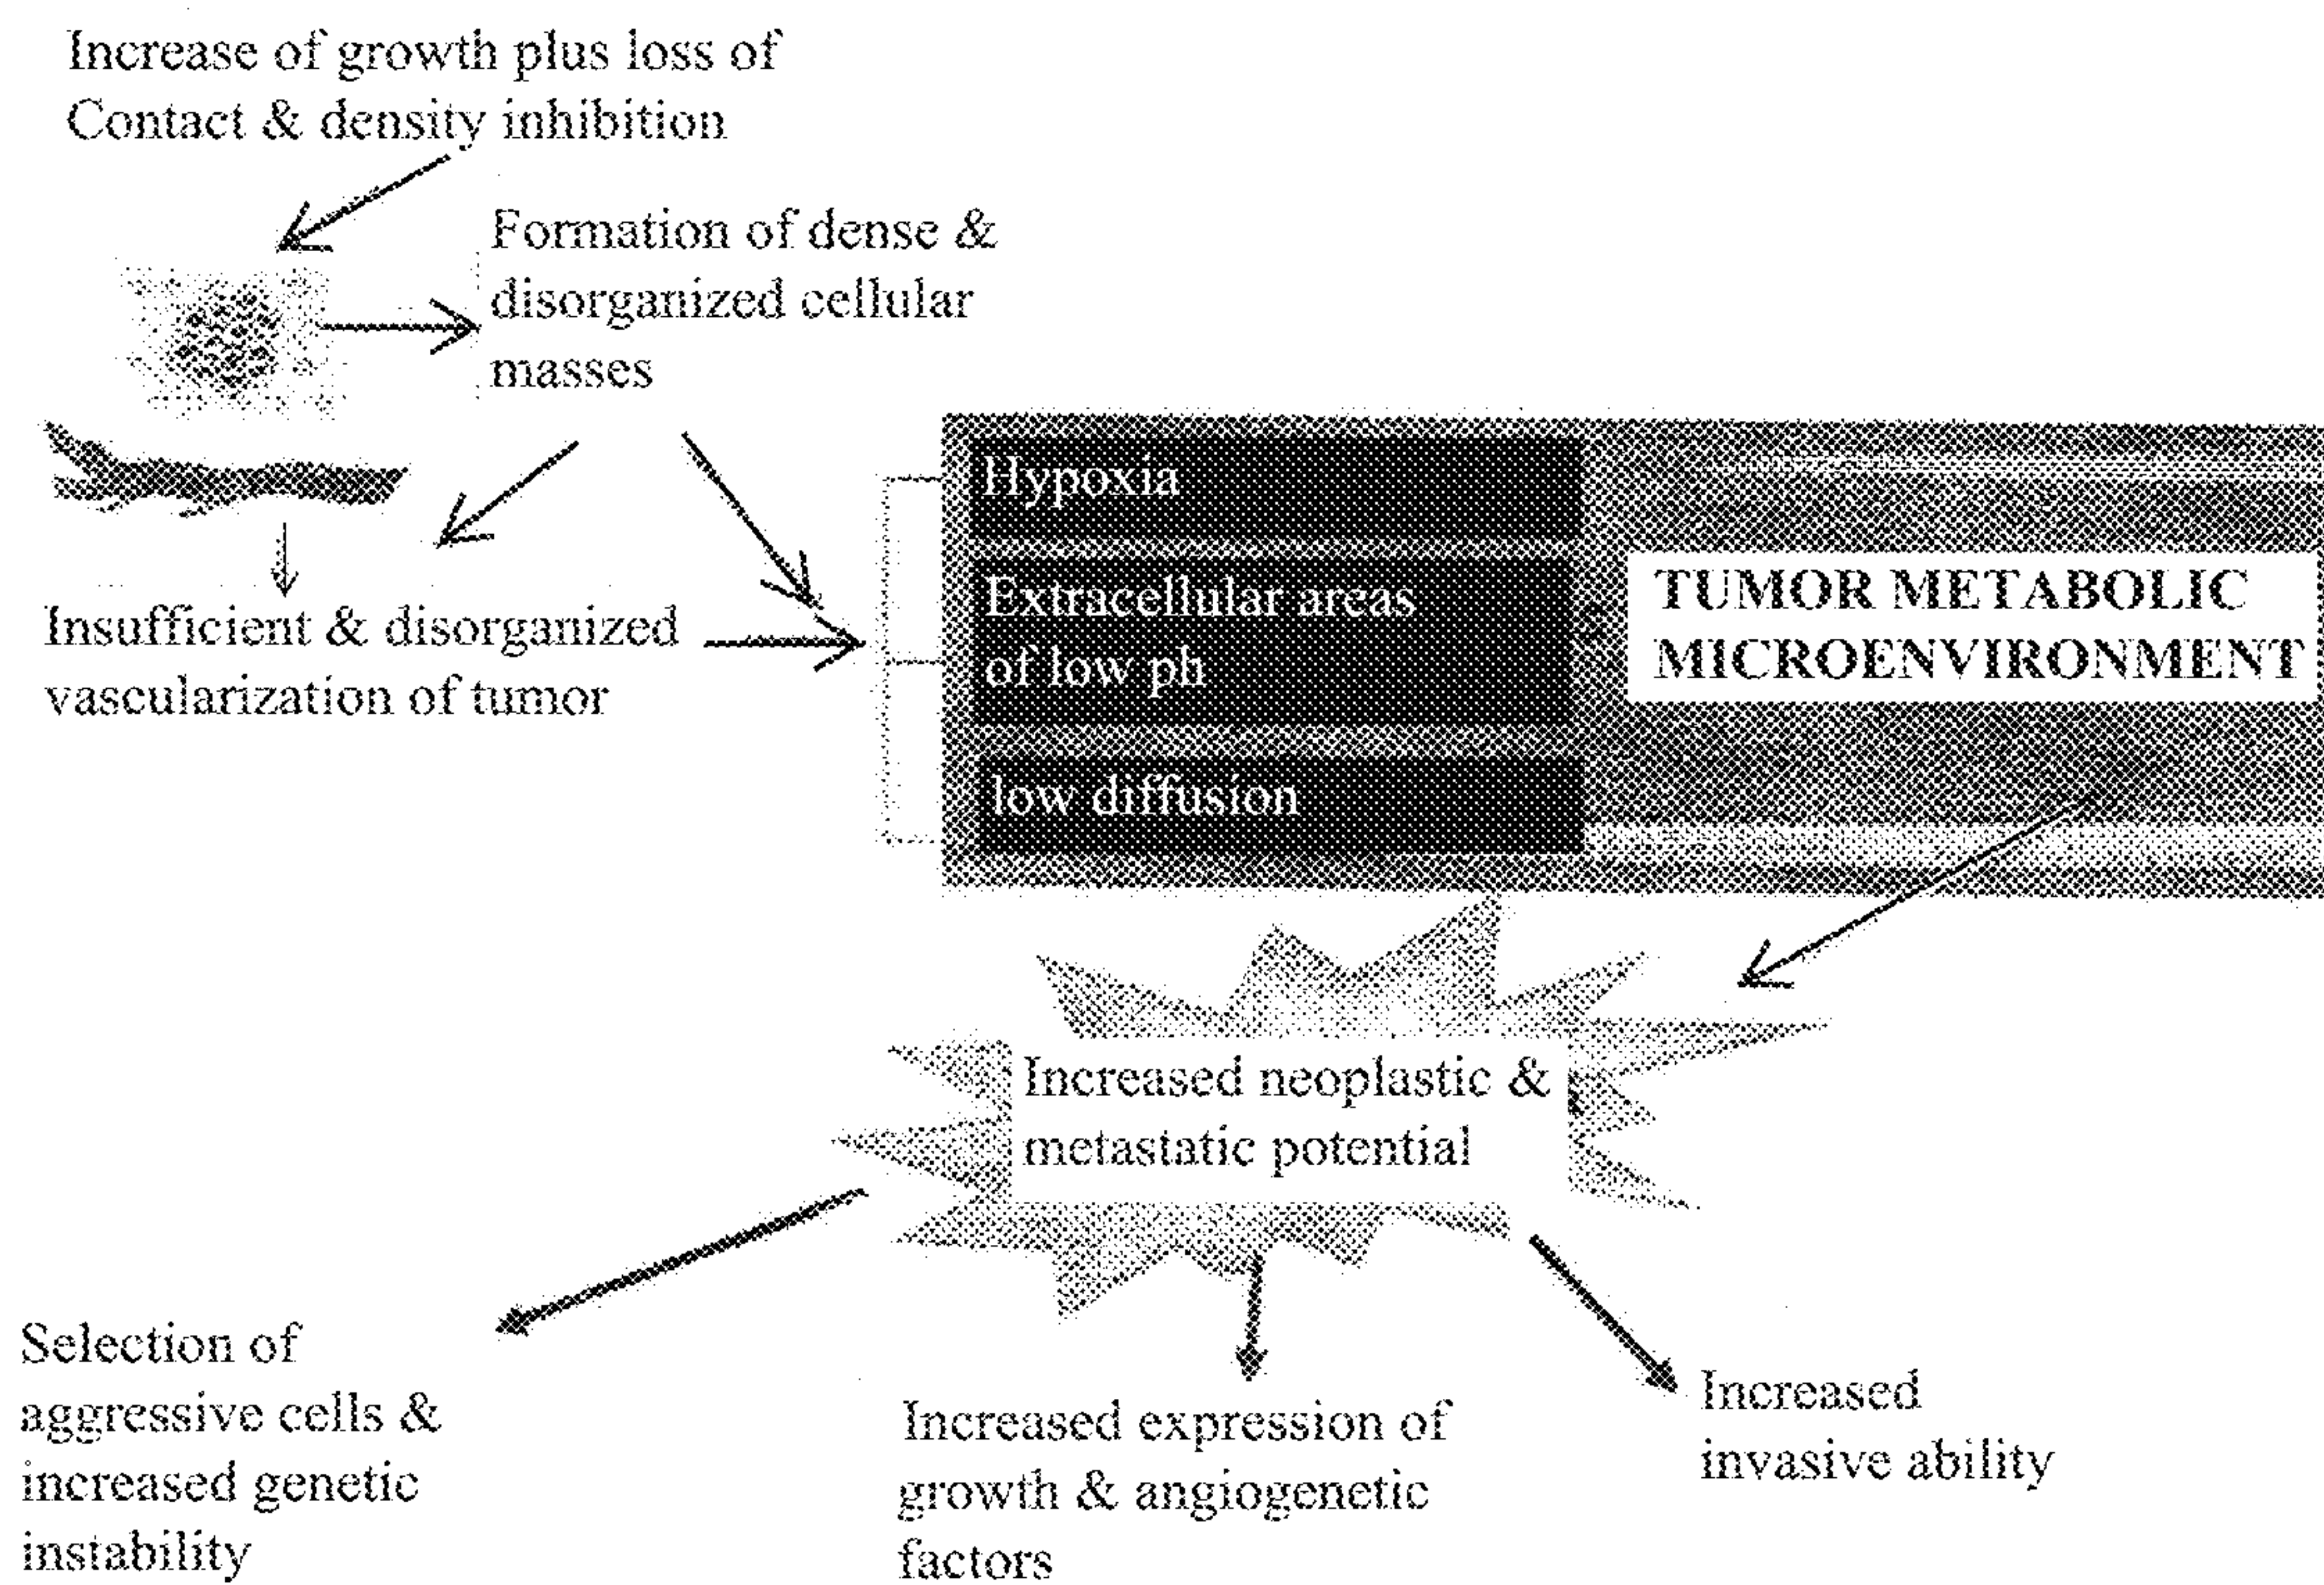 Increase of growth plus loss of
Contact & density inhibition
Formation of dense &
disorganized cellular
masses
Insufficient & disorganized
vascularization of tumor
Hypoxia
Extracellular areas
of low ph
low diffusion
TUMOR METABOLIC
MICROENVIRONMENT
Increased neoplastic &
metastatic potential
Selection of
aggressive cells &
increased genetic
instability
Increased expression of
growth & angiogenetic
factors
Increased
invasive ability